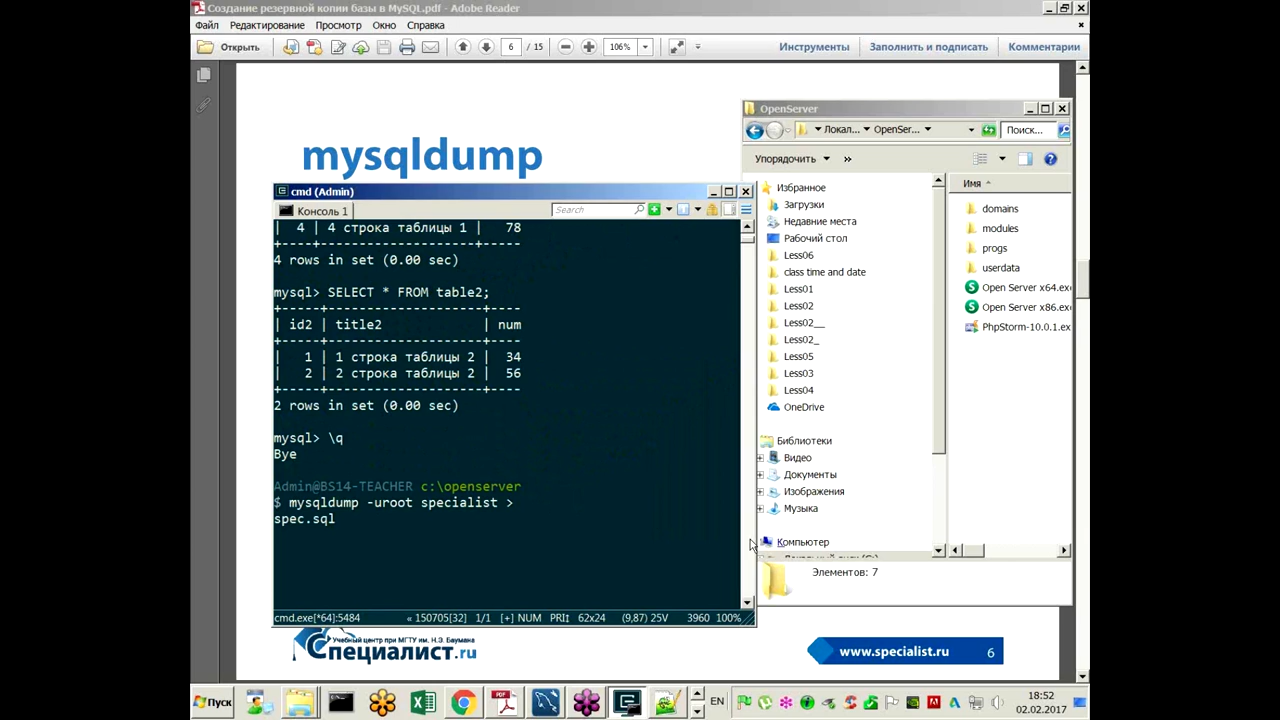 Создание резервной копии базы в MySQL.pdf - Adobe Reader
Файл Редактирование Просмотр Окно Справка
Открыть 6 / 15 106% Инструменты Заполнить и подписать Комментарии
mysqldump
OpenServer
Локал... OpenSer... Поиск...
Упорядочить »
Избранное
Загрузки
Недавние места
Рабочий стол
Less06
class time and date
Less01
Less02
Less02__
Less02_
Less05
Less03
Less04
OneDrive
Библиотеки
Видео
Документы
Изображения
Музыка
Компьютер
Имя
domains
modules
progs
userdata
Open Server x64.exe
Open Server x86.exe
PhpStorm-10.0.1.ex
Элементов: 7
cmd (Admin)
Консоль 1 Search
| 4 | 4 строка таблицы 1 | 78
+-----+---------------------+-----
4 rows in set (0.00 sec)
mysql> SELECT * FROM table2;
+-----+---------------------+-----
| id2 | title2 | num
+-----+---------------------+-----
| 1 | 1 строка таблицы 2 | 34
| 2 | 2 строка таблицы 2 | 56
+-----+---------------------+-----
2 rows in set (0.00 sec)
mysql> \q
Bye
Admin@BS14-TEACHER c:\openserver
$ mysqldump -uroot specialist >
spec.sql
cmd.exe[*64]:5484 « 150705[32] 1/1 [+] NUM PRI↕ 62x24 (9,87) 25V 3960 100%
Учебный центр при МГТУ им. Н.Э. Баумана
Специалист.ru
www.specialist.ru 6
Пуск EN 18:52
02.02.2017